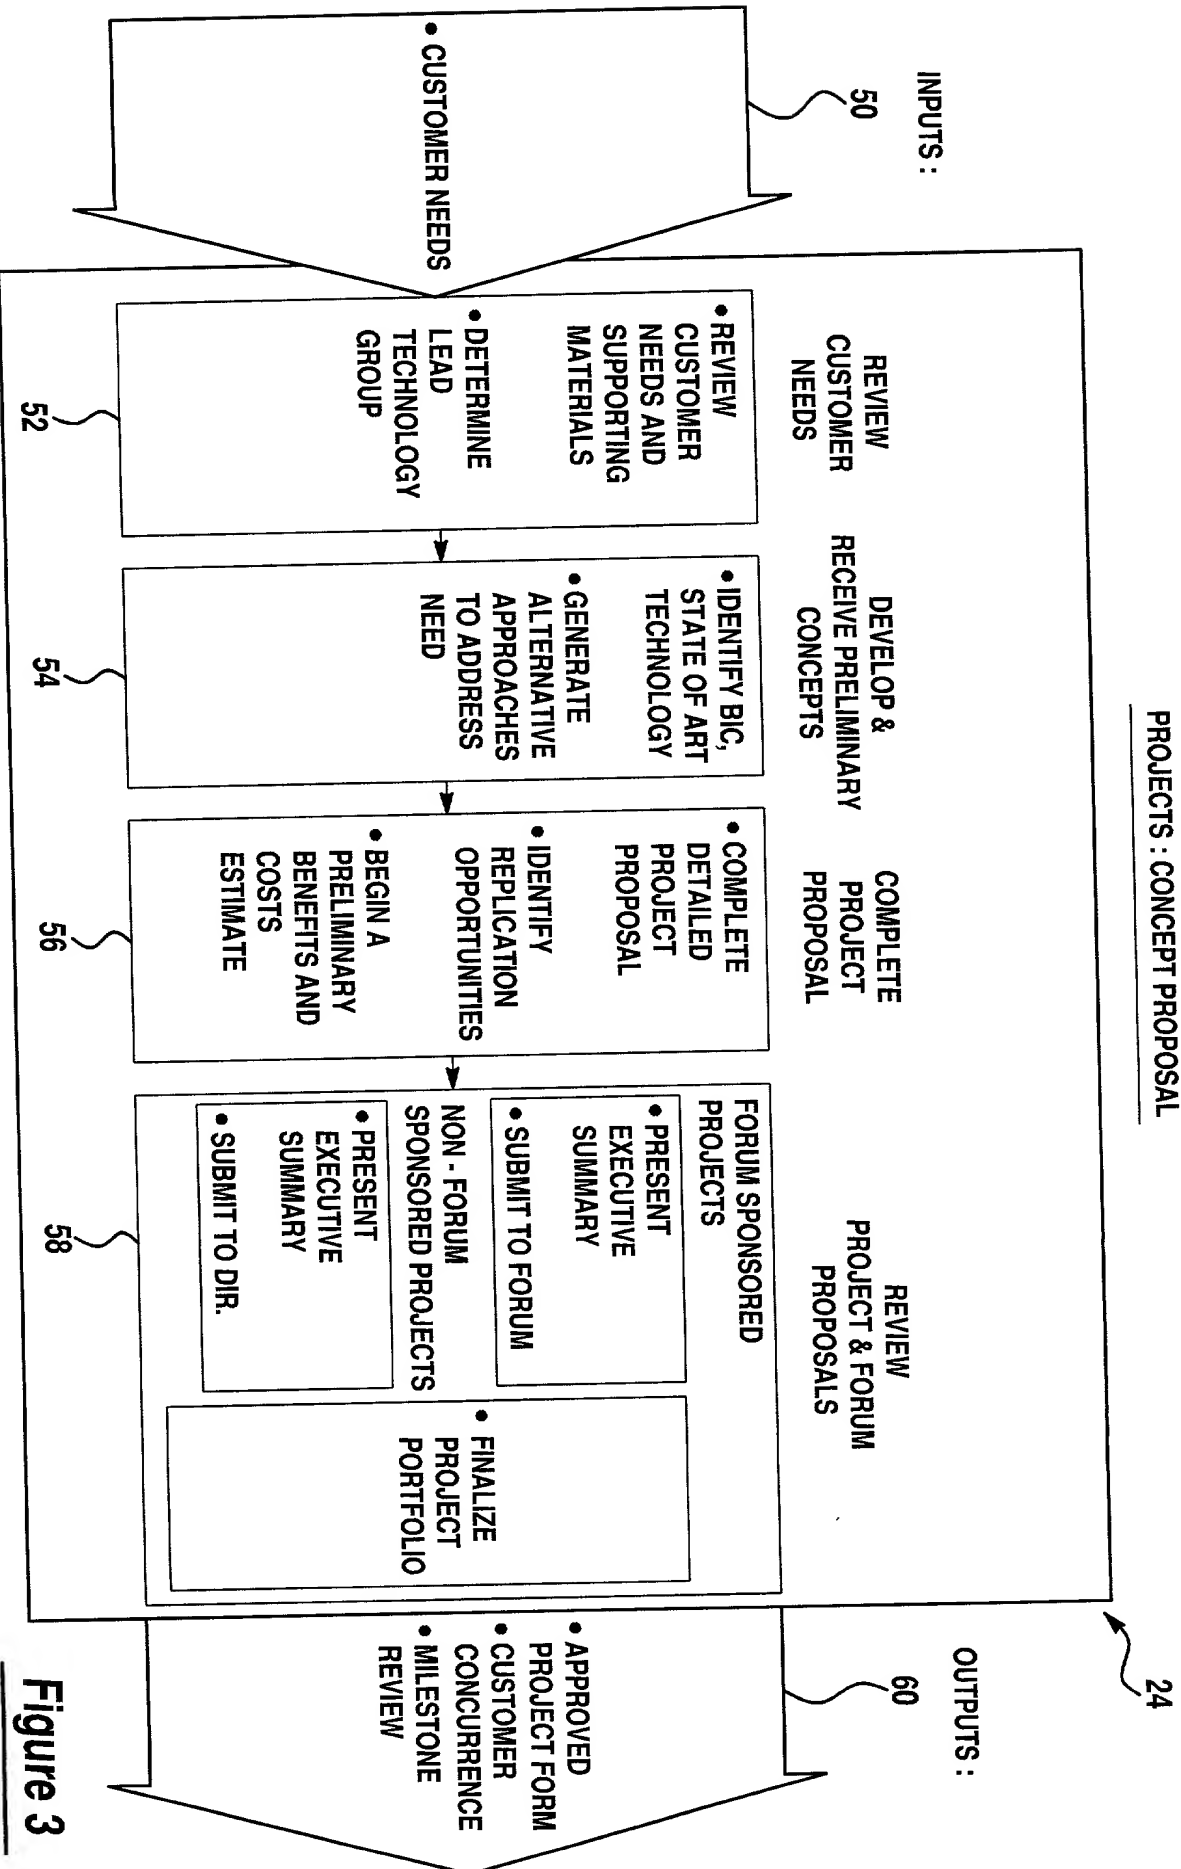 PROJECTS : CONCEPT PROPOSAL
24
INPUTS :
50
• CUSTOMER NEEDS
REVIEW
CUSTOMER
NEEDS
• REVIEW
CUSTOMER
NEEDS AND
SUPPORTING
MATERIALS
• DETERMINE
LEAD
TECHNOLOGY
GROUP
52
DEVELOP &
RECEIVE PRELIMINARY
CONCEPTS
• IDENTIFY BIC,
STATE OF ART
TECHNOLOGY
• GENERATE
ALTERNATIVE
APPROACHES
TO ADDRESS
NEED
54
COMPLETE
PROJECT
PROPOSAL
• COMPLETE
DETAILED
PROJECT
PROPOSAL
• IDENTIFY
REPLICATION
OPPORTUNITIES
• BEGIN A
PRELIMINARY
BENEFITS AND
COSTS
ESTIMATE
56
REVIEW
PROJECT & FORUM
PROPOSALS
FORUM SPONSORED
PROJECTS
• PRESENT
EXECUTIVE
SUMMARY
• SUBMIT TO FORUM
NON - FORUM
SPONSORED PROJECTS
• PRESENT
EXECUTIVE
SUMMARY
• SUBMIT TO DIR.
• FINALIZE
PROJECT
PORTFOLIO
58
OUTPUTS :
60
• APPROVED
PROJECT FORM
• CUSTOMER
CONCURRENCE
• MILESTONE
REVIEW
Figure 3